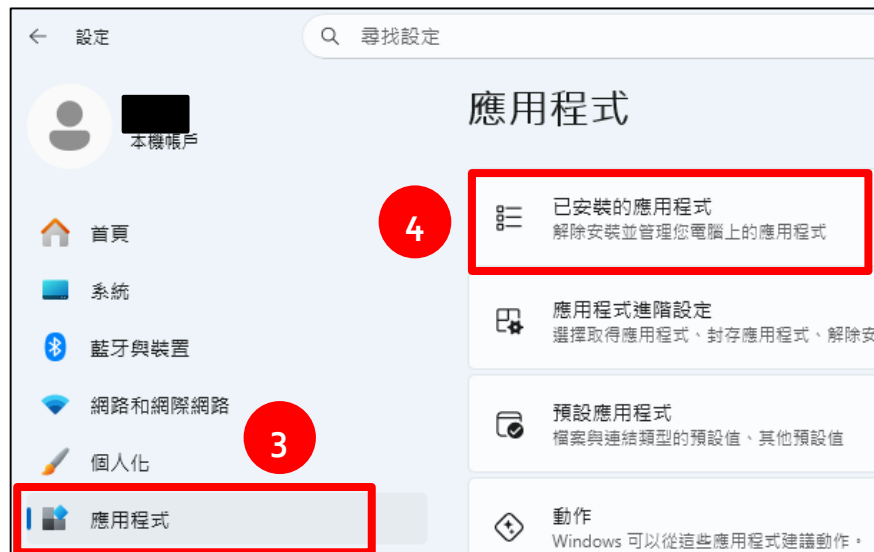 設定
尋找設定
本機帳戶
首頁
系統
藍牙與裝置
網路和網際網路
3
個人化
應用程式
應用程式
4
已安裝的應用程式
解除安裝並管理您電腦上的應用程式
應用程式進階設定
選擇取得應用程式、封存應用程式、解除安
預設應用程式
檔案與連結類型的預設值、其他預設值
動作
Windows 可以從這些應用程式建議動作。